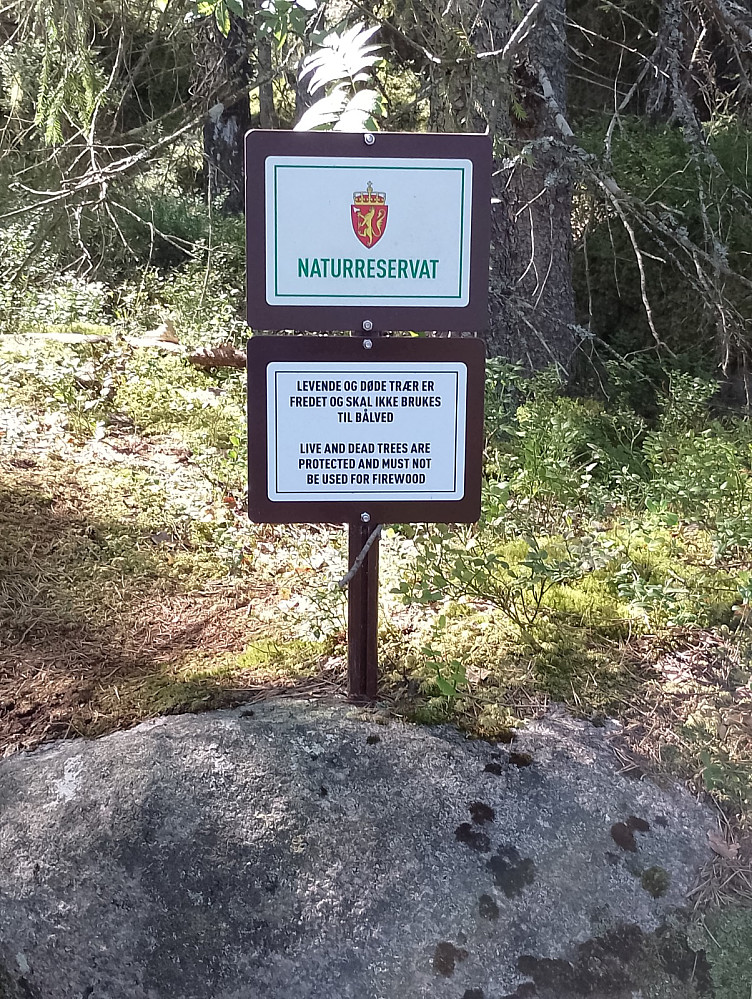 NATURRESERVAT
LEVENDE OG DØDE TRÆR ER
FREDET OG SKAL IKKE BRUKES
TIL BÅLVED
LIVE AND DEAD TREES ARE
PROTECTED AND MUST NOT
BE USED FOR FIREWOOD